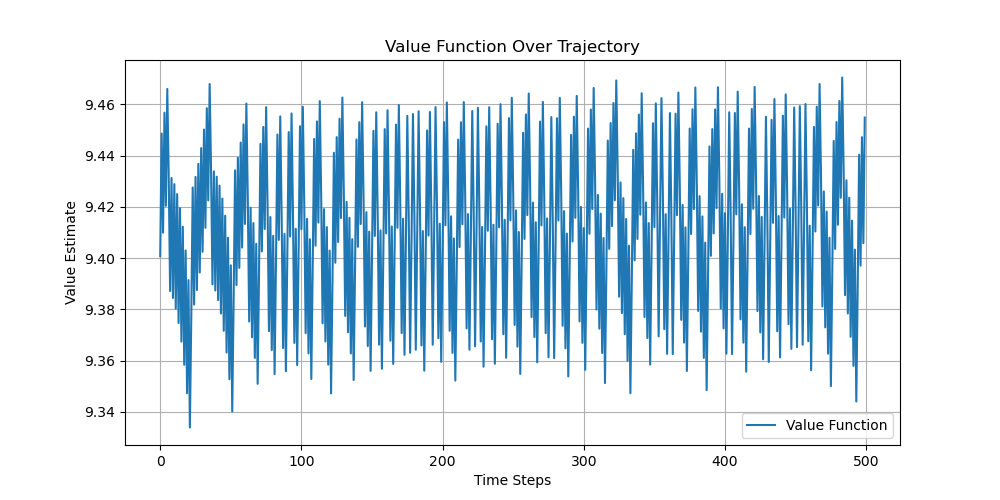 Value Function Over Trajectory
Value Estimate
9.46
9.44
9.42
9.40
9.38
9.36
9.34
0 100 200 300 400 500
Time Steps
Value Function